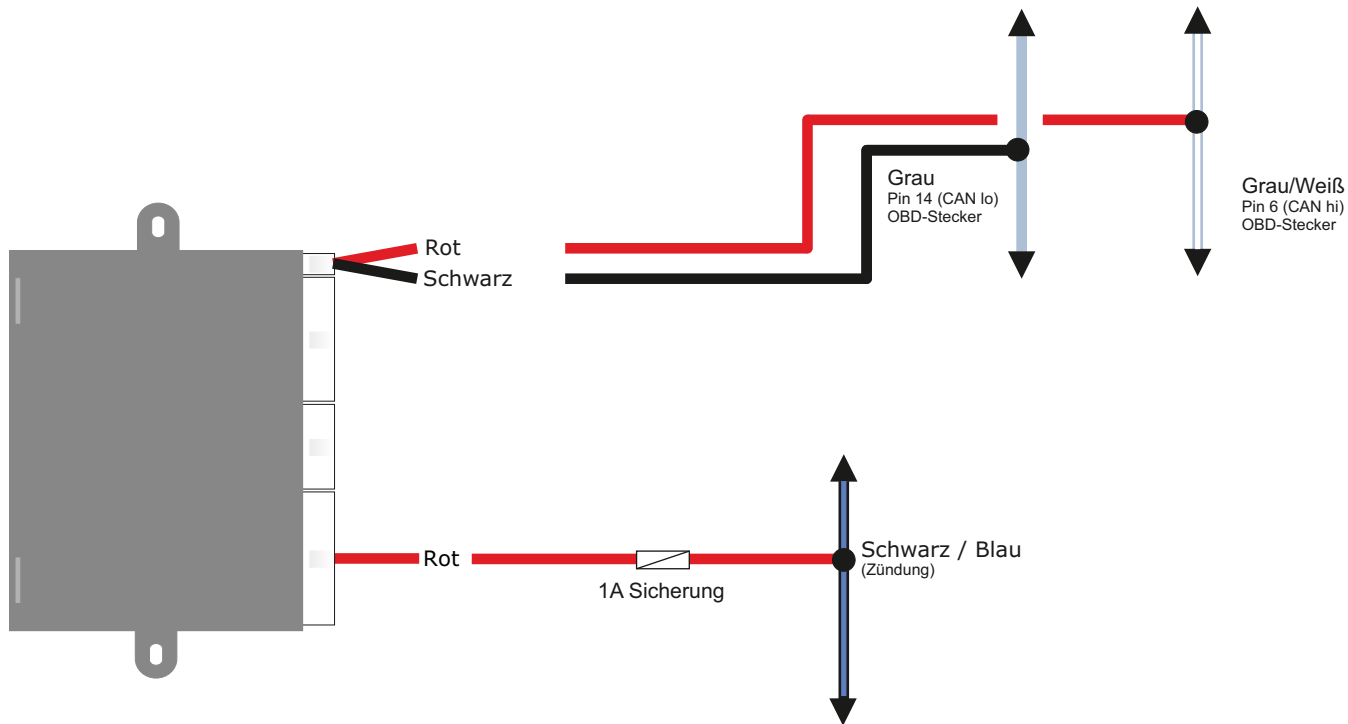 Grau
Pin 14 (CAN lo)
OBD-Stecker
Grau/Weiß
Pin 6 (CAN hi)
OBD-Stecker
Rot
Schwarz
Rot
1A Sicherung
Schwarz / Blau
(Zündung)